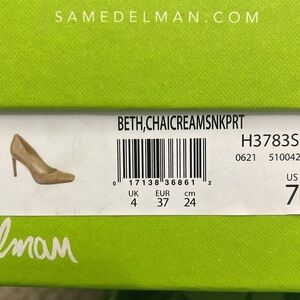 SAMEDELMAN.COM
BETH,CHAICREAMSNKPRT
H3783S
0621 510042
0 17138 36861 2
UK EUR cm US
4 37 24 7